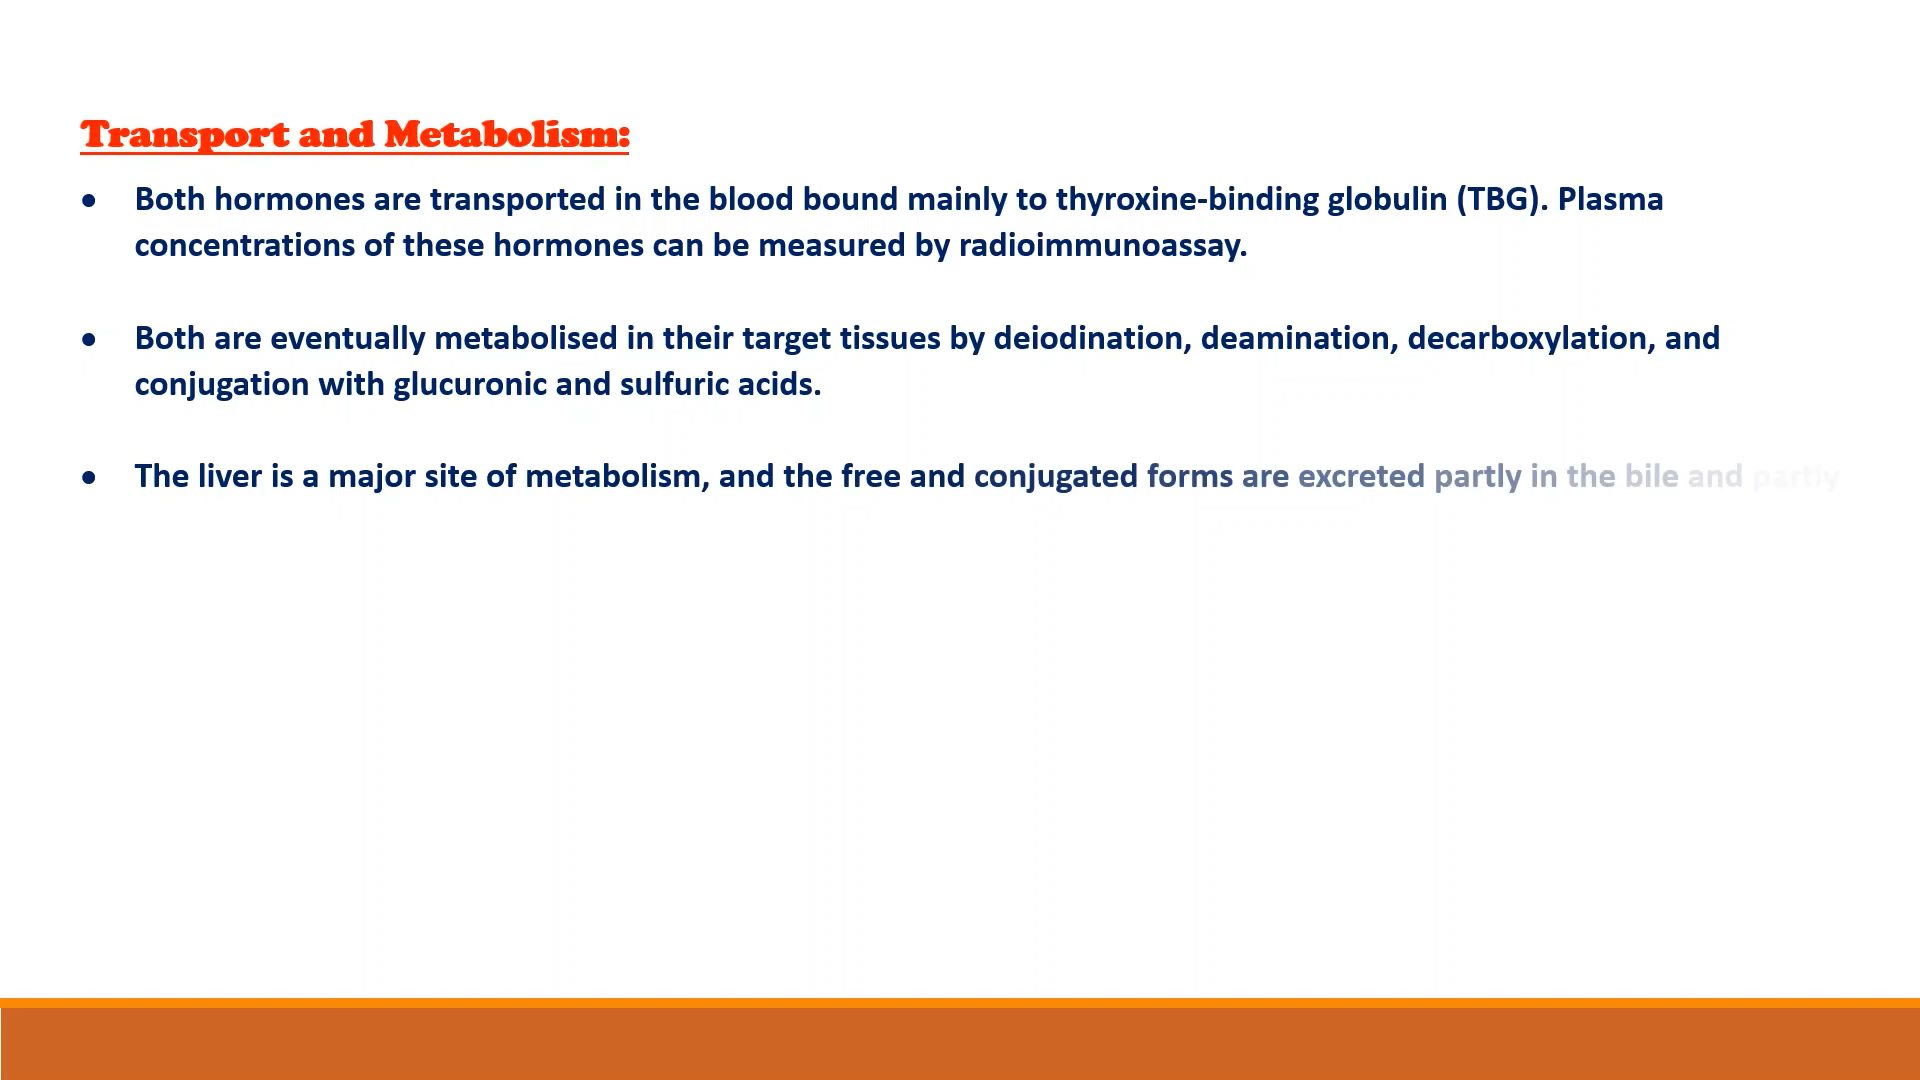 Transport and Metabolism:
● Both hormones are transported in the blood bound mainly to thyroxine-binding globulin (TBG). Plasma
concentrations of these hormones can be measured by radioimmunoassay.
● Both are eventually metabolised in their target tissues by deiodination, deamination, decarboxylation, and
conjugation with glucuronic and sulfuric acids.
● The liver is a major site of metabolism, and the free and conjugated forms are excreted partly in the bile and partly